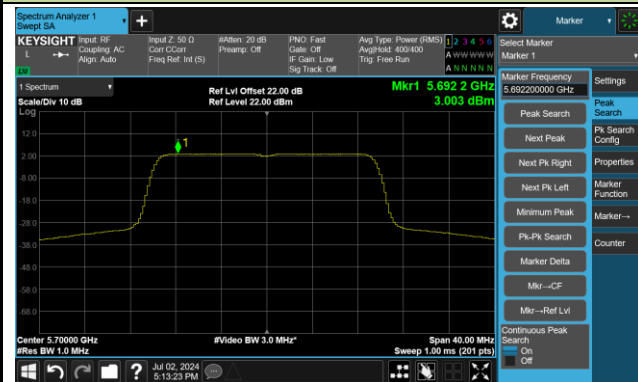 Spectrum Analyzer 1
Swept SA
Marker
KEYSIGHT
L
Input: RF
Coupling: AC
Align: Auto
Input Z: 50 Ω
Corr CCorr
Freq Ref: Int (S)
#Atten: 20 dB
Preamp: Off
PNO: Fast
Gate: Off
IF Gain: Low
Sig Track: Off
Avg Type: Power (RMS)
Avg|Hold: 400/400
Trig: Free Run
1 2 3 4 5 6
A W W W W W
A N N N N N
Select Marker
Marker 1
1 Spectrum
Scale/Div 10 dB
Log
Ref Lvl Offset 22.00 dB
Ref Level 22.00 dBm
Mkr1 5.692 2 GHz
3.003 dBm
12.0
2.00
-8.00
-18.0
-28.0
-38.0
-48.0
-58.0
-68.0
1
Center 5.70000 GHz
#Res BW 1.0 MHz
#Video BW 3.0 MHz*
Span 40.00 MHz
Sweep 1.00 ms (201 pts)
Marker Frequency
5.692200000 GHz
Peak Search
Next Peak
Next Pk Right
Next Pk Left
Minimum Peak
Pk-Pk Search
Marker Delta
Mkr→CF
Mkr→Ref Lvl
Continuous Peak
Search
On
Off
Settings
Peak
Search
Pk Search
Config
Properties
Marker
Function
Marker→
Counter
?
Jul 02, 2024
5:13:23 PM